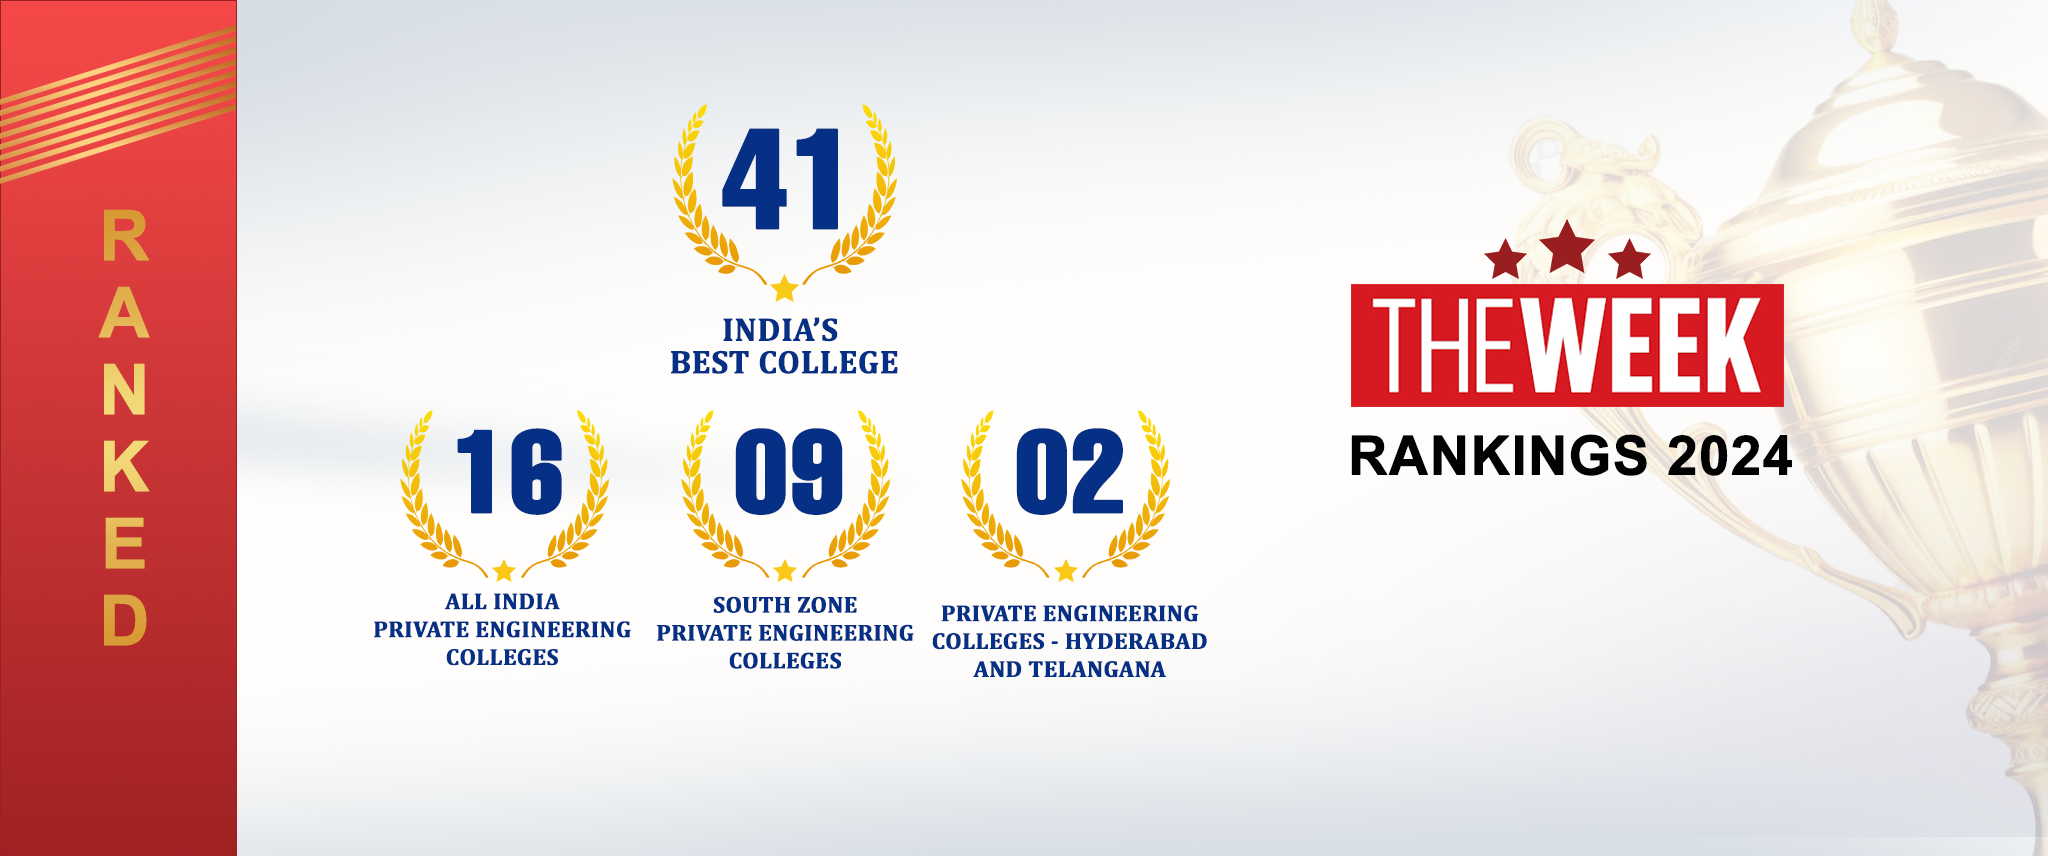 RANKED
41
INDIA’S
BEST COLLEGE
16
ALL INDIA
PRIVATE ENGINEERING
COLLEGES
09
SOUTH ZONE
PRIVATE ENGINEERING
COLLEGES
02
PRIVATE ENGINEERING
COLLEGES - HYDERABAD
AND TELANGANA
THEWEEK
RANKINGS 2024